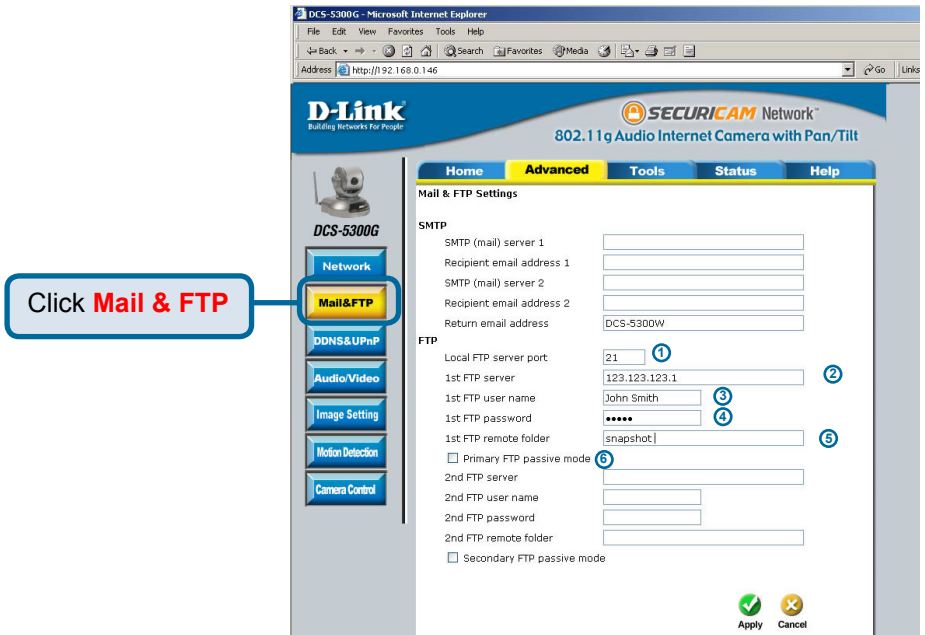 DCS-5300G - Microsoft Internet Explorer
File Edit View Favorites Tools Help
Back Search Favorites Media
Address http://192.168.0.146 Go Links
D-Link
Building Networks For People
SECURICAM Network™
802.11g Audio Internet Camera with Pan/Tilt
Home Advanced Tools Status Help
DCS-5300G
Network
Mail&FTP
DDNS&UPnP
Audio/Video
Image Setting
Motion Detection
Camera Control
Click Mail & FTP
Mail & FTP Settings
SMTP
SMTP (mail) server 1
Recipient email address 1
SMTP (mail) server 2
Recipient email address 2
Return email address DCS-5300W
FTP
Local FTP server port 21 1
1st FTP server 123.123.123.1 2
1st FTP user name John Smith 3
1st FTP password ••••• 4
1st FTP remote folder snapshot 5
Primary FTP passive mode 6
2nd FTP server
2nd FTP user name
2nd FTP password
2nd FTP remote folder
Secondary FTP passive mode
Apply Cancel